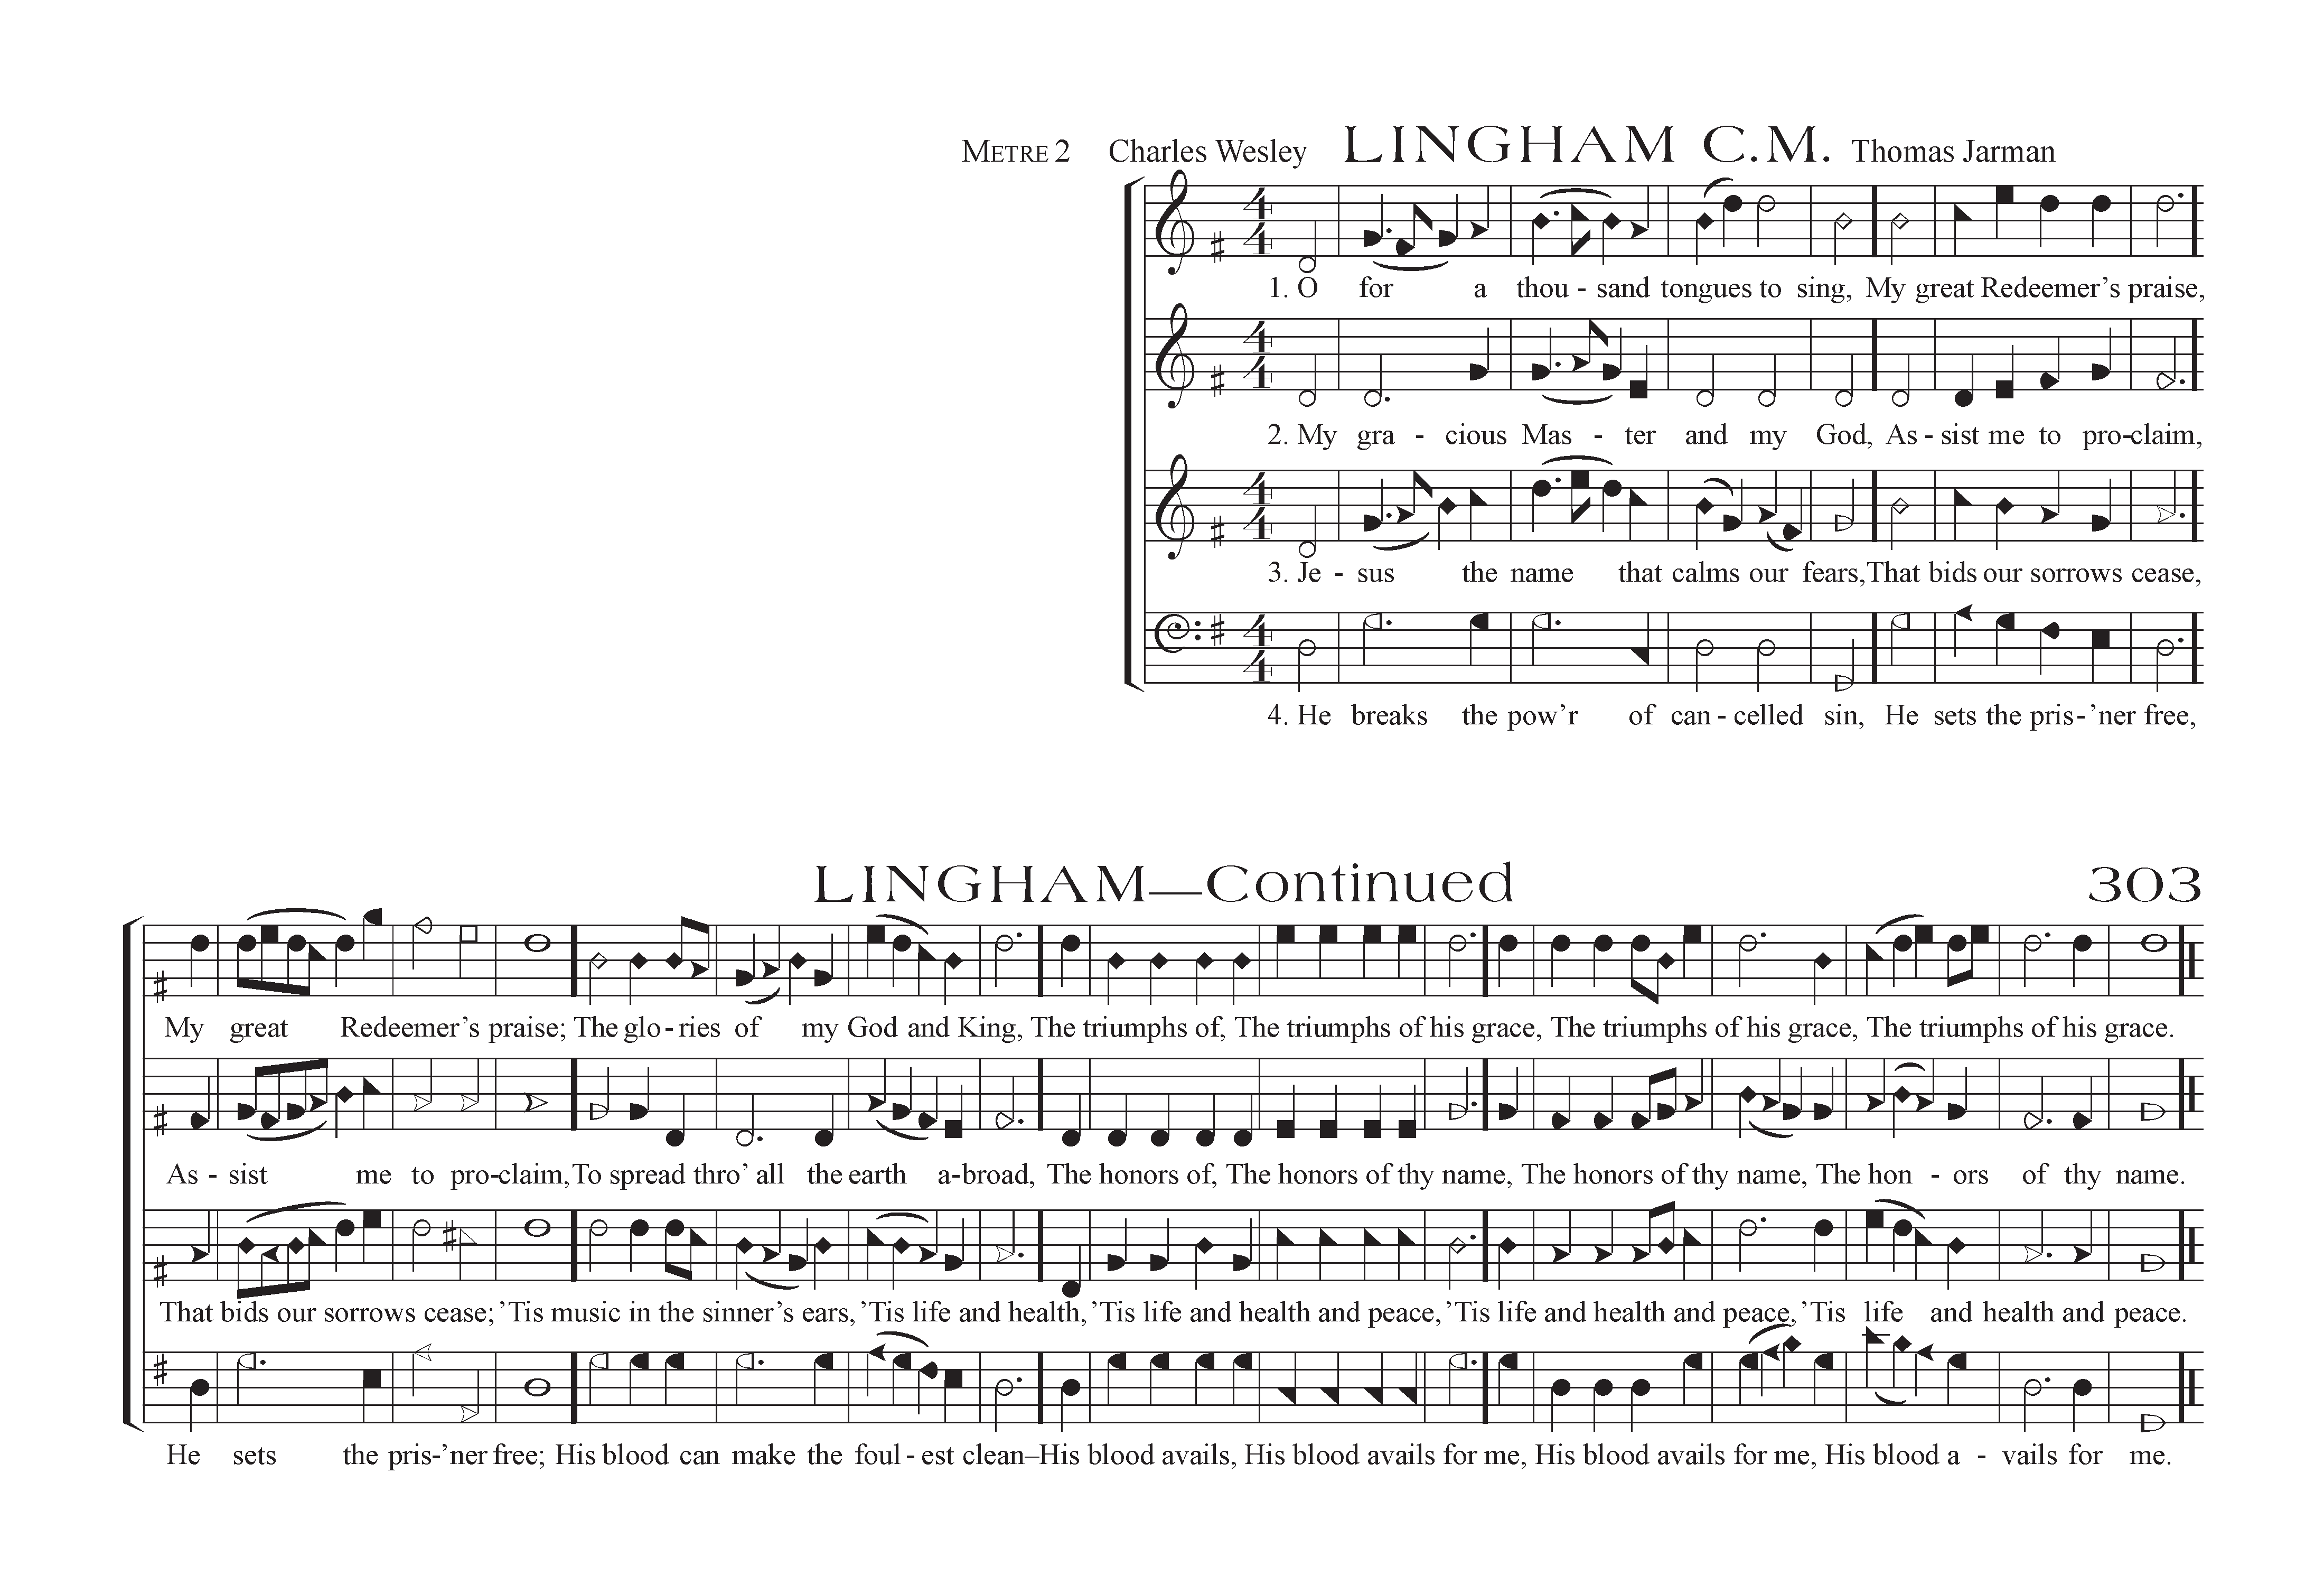 METRE 2 Charles Wesley LINGHAM C.M. Thomas Jarman
1. O for a thou - sand tongues to sing, My great Redeemer’s praise,
2. My gra - cious Mas - ter and my God, As - sist me to pro-claim,
3. Je - sus the name that calms our fears, That bids our sorrows cease,
4. He breaks the pow’r of can - celled sin, He sets the pris-’ner free,
LINGHAM—Continued 303
My great Redeemer’s praise; The glo - ries of my God and King, The triumphs of, The triumphs of his grace, The triumphs of his grace, The triumphs of his grace.
As - sist me to pro-claim, To spread thro’ all the earth a-broad, The honors of, The honors of thy name, The honors of thy name, The hon - ors of thy name.
That bids our sorrows cease; ’Tis music in the sinner’s ears, ’Tis life and health, ’Tis life and health and peace, ’Tis life and health and peace, ’Tis life and health and peace.
He sets the pris-’ner free; His blood can make the foul - est clean–His blood avails, His blood avails for me, His blood avails for me, His blood a - vails for me.